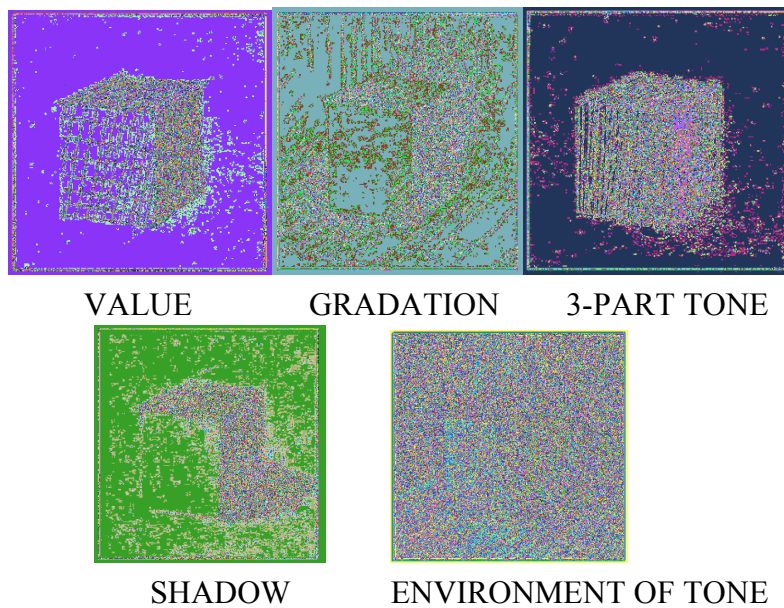 VALUE GRADATION 3-PART TONE
SHADOW ENVIRONMENT OF TONE